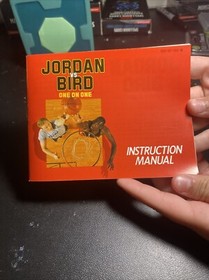 JORDAN
VS
BIRD
ONE ON ONE
INSTRUCTION
MANUAL